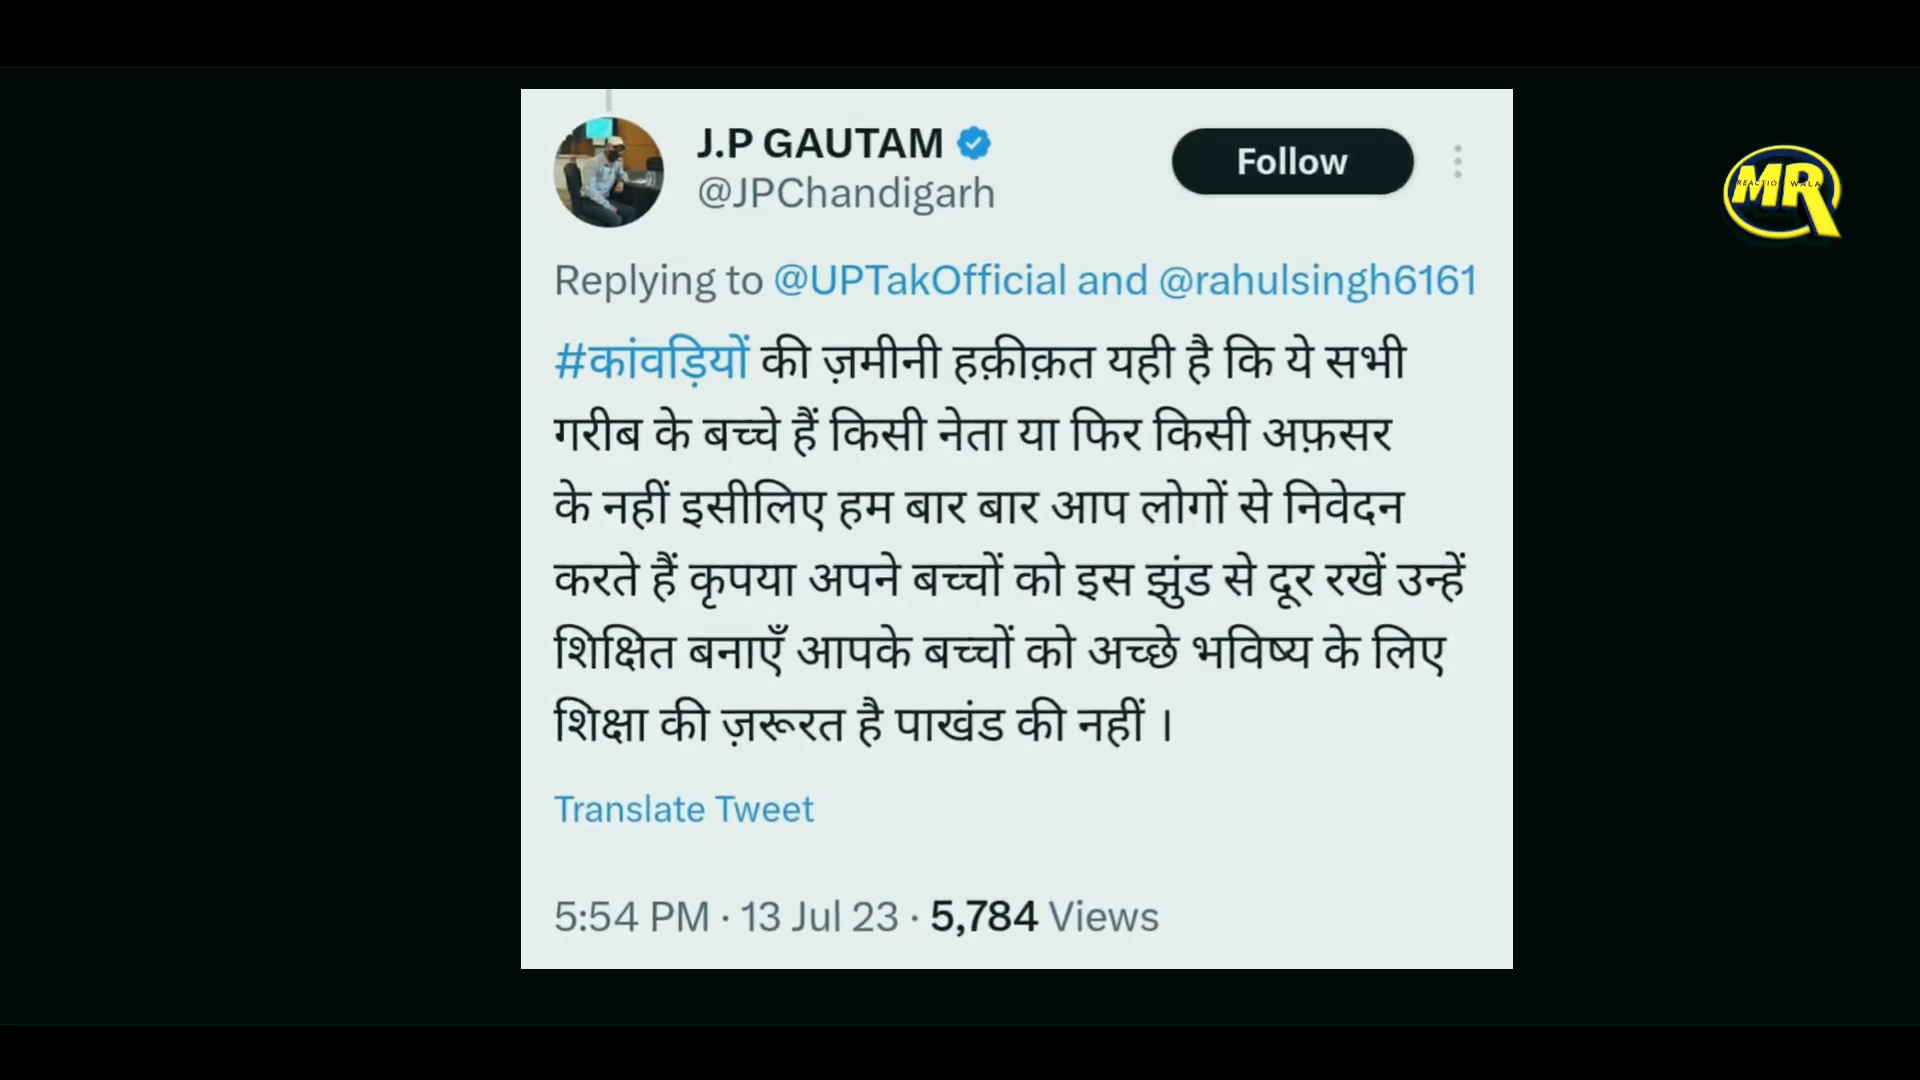 J.P GAUTAM
@JPChandigarh
Follow
MR
REACTION WALA
Replying to @UPTakOfficial and @rahulsingh6161
#कांवड़ियों की ज़मीनी हक़ीक़त यही है कि ये सभी
गरीब के बच्चे हैं किसी नेता या फिर किसी अफ़सर
के नहीं इसीलिए हम बार बार आप लोगों से निवेदन
करते हैं कृपया अपने बच्चों को इस झुंड से दूर रखें उन्हें
शिक्षित बनाएँ आपके बच्चों को अच्छे भविष्य के लिए
शिक्षा की ज़रूरत है पाखंड की नहीं ।
Translate Tweet
5:54 PM · 13 Jul 23 · 5,784 Views